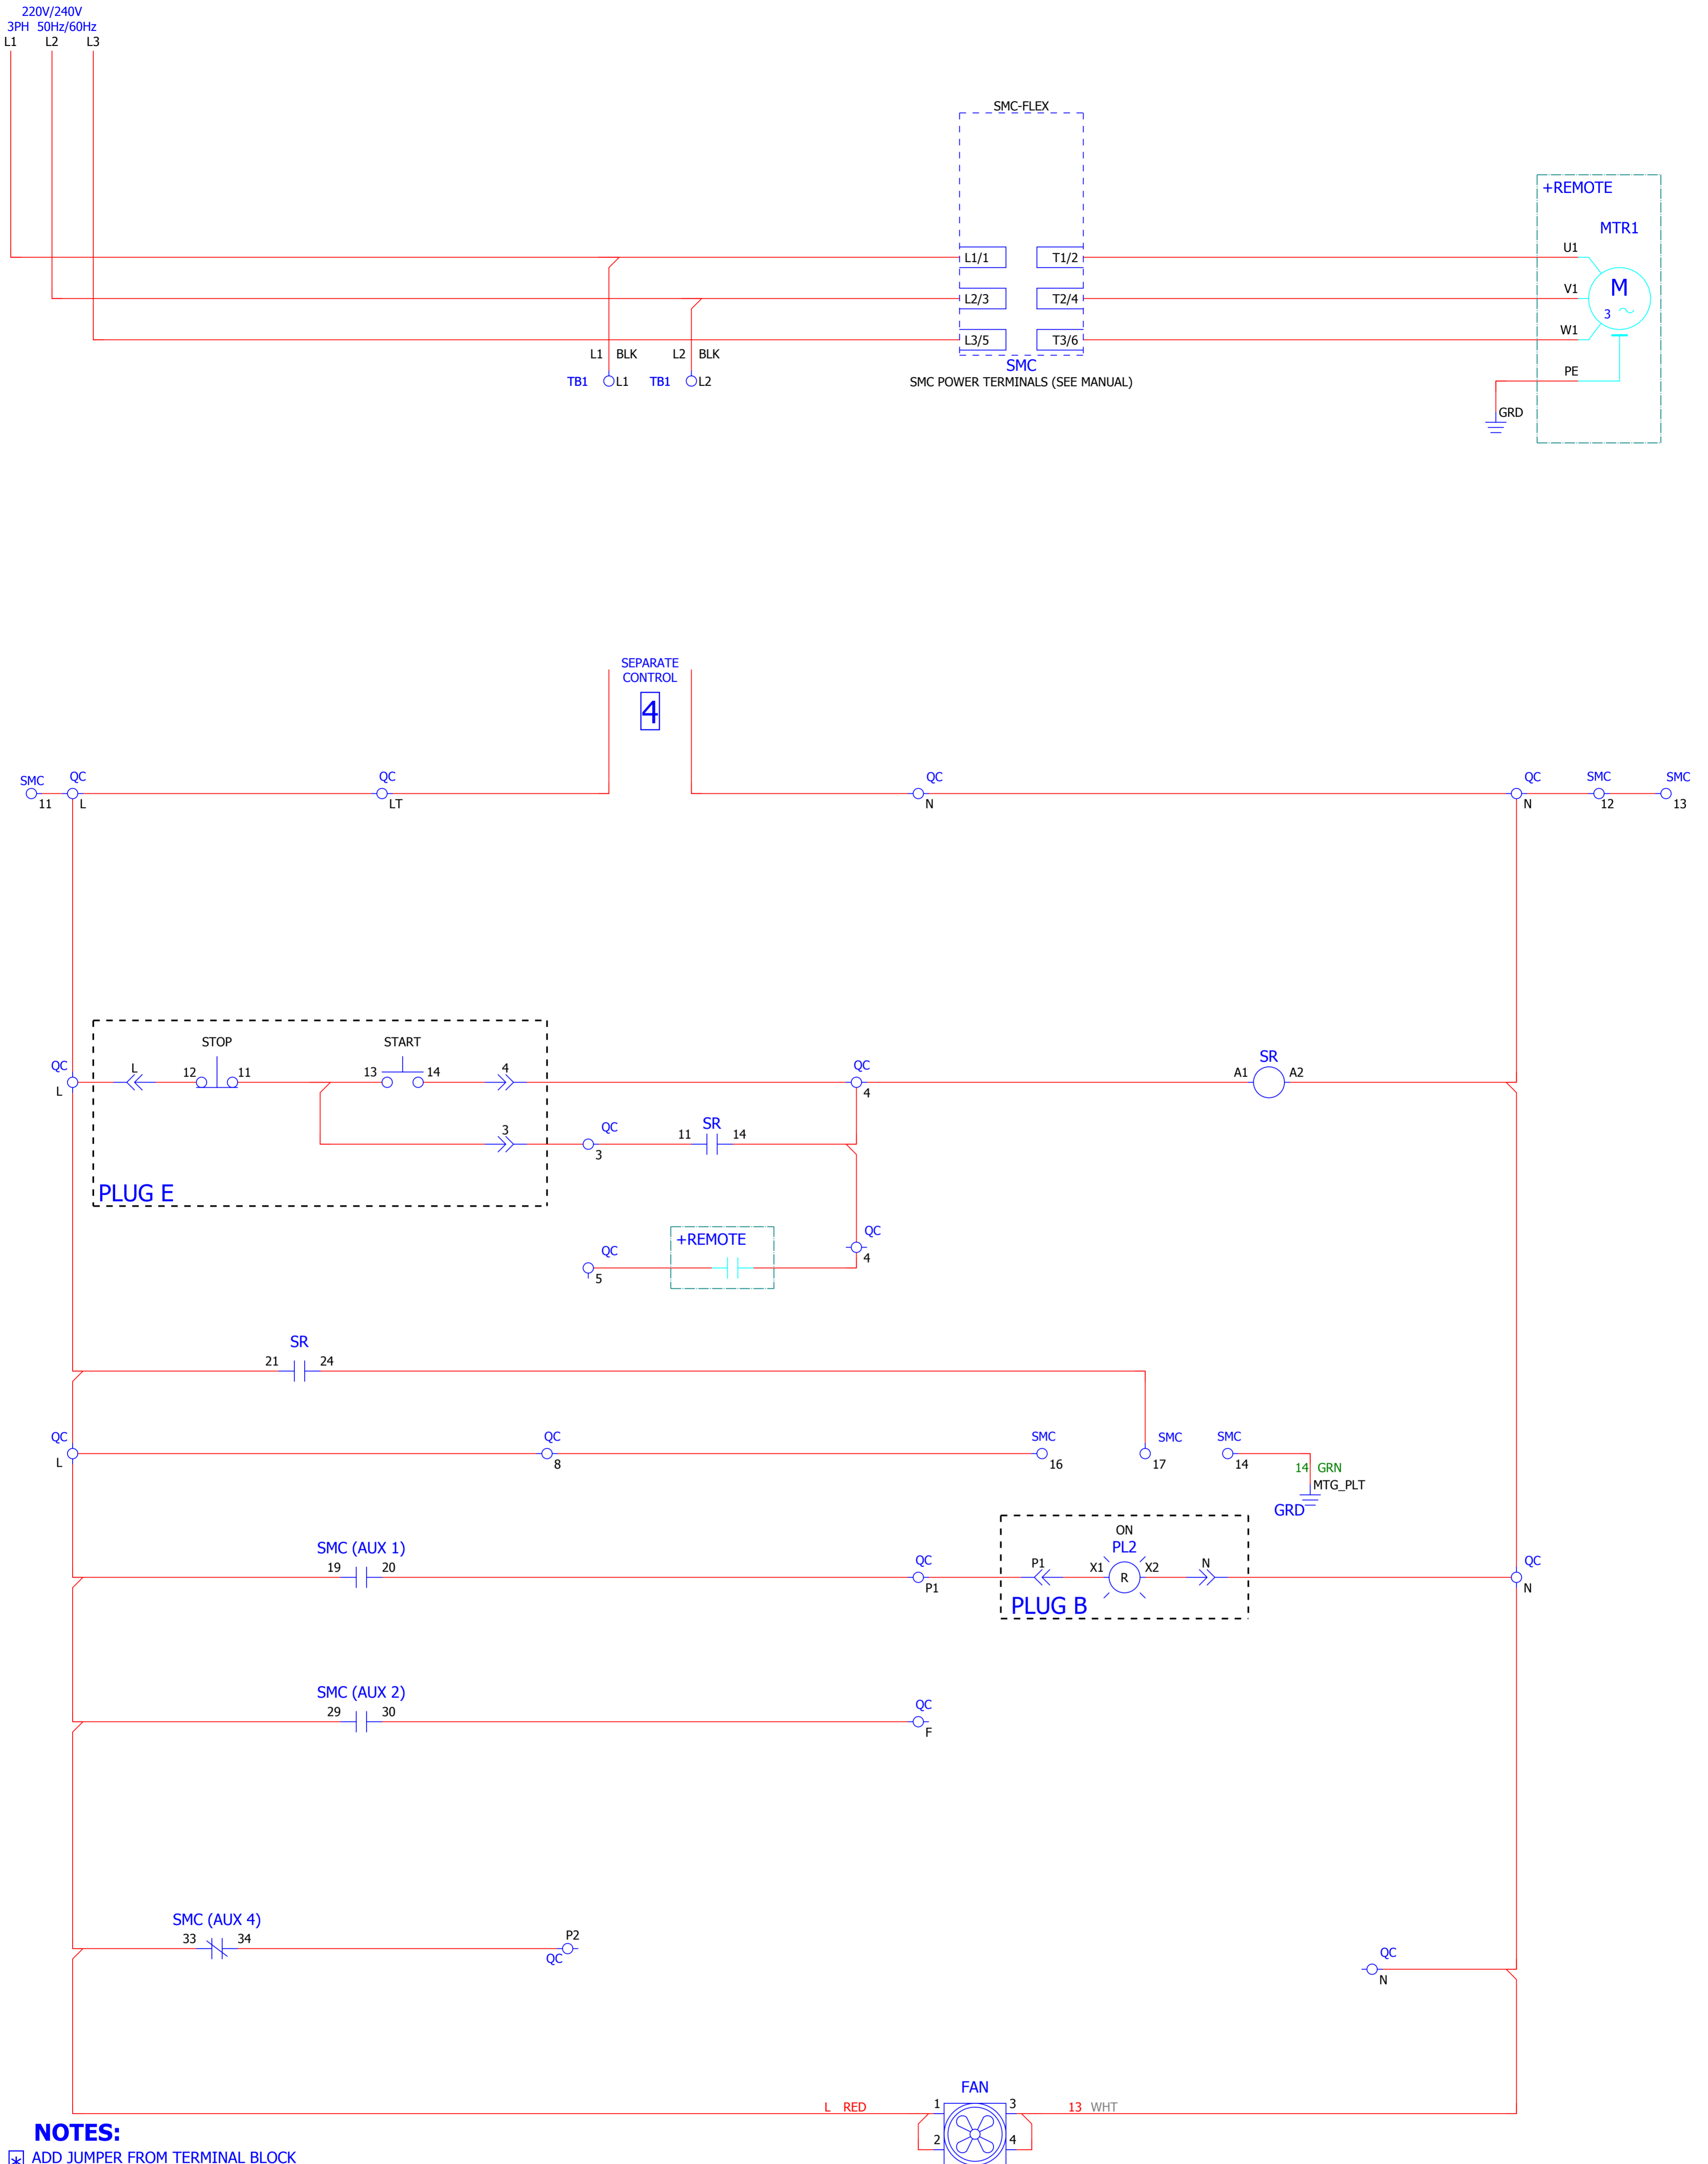 220V/240V
3PH 50Hz/60Hz
L1 L2 L3
SMC-FLEX
+REMOTE
MTR1
L1/1 T1/2 U1
L2/3 T2/4 V1 M
3
L3/5 T3/6 W1
L1 BLK L2 BLK
SMC
TB1 L1 TB1 L2
SMC POWER TERMINALS (SEE MANUAL)
PE
GRD
SEPARATE
CONTROL
4
SMC QC QC QC QC SMC SMC
11 L LT N N 12 13
STOP START
QC L 12 11 13 14 4 QC A1 SR A2
L 4
3 QC 11 SR 14
3
PLUG E
QC +REMOTE QC
5 4
SR
21 24
QC QC SMC SMC SMC
L 8 16 17 14
14 GRN
MTG_PLT
GRD
SMC (AUX 1) ON
19 20 QC P1 X1 PL2 X2 N QC
R
P1 N
PLUG B
SMC (AUX 2)
29 30 QC
F
SMC (AUX 4)
33 34 P2
QC QC
N
FAN
L RED 1 3 13 WHT
2 4
NOTES:
* ADD JUMPER FROM TERMINAL BLOCK